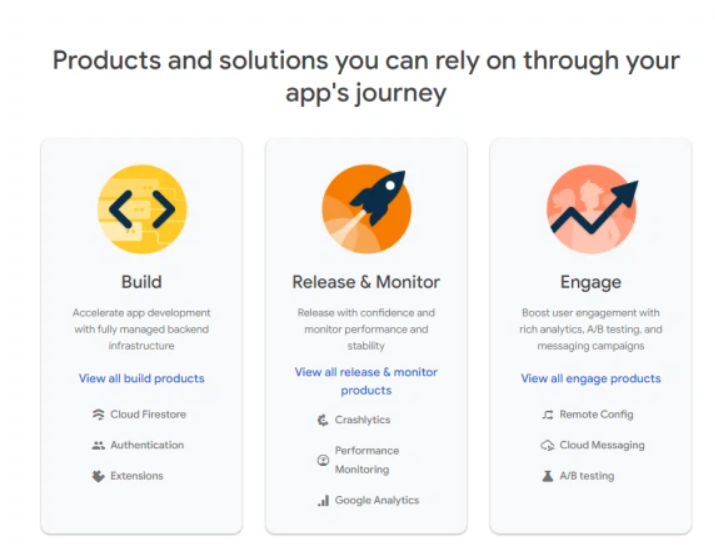 Products and solutions you can rely on through your
app's journey
Build
Accelerate app development
with fully managed backend
infrastructure
View all build products
Cloud Firestore
Authentication
Extensions
Release & Monitor
Release with confidence and
monitor performance and
stability
View all release & monitor
products
Crashlytics
Performance
Monitoring
Google Analytics
Engage
Boost user engagement with
rich analytics, A/B testing, and
messaging campaigns
View all engage products
Remote Config
Cloud Messaging
A/B testing